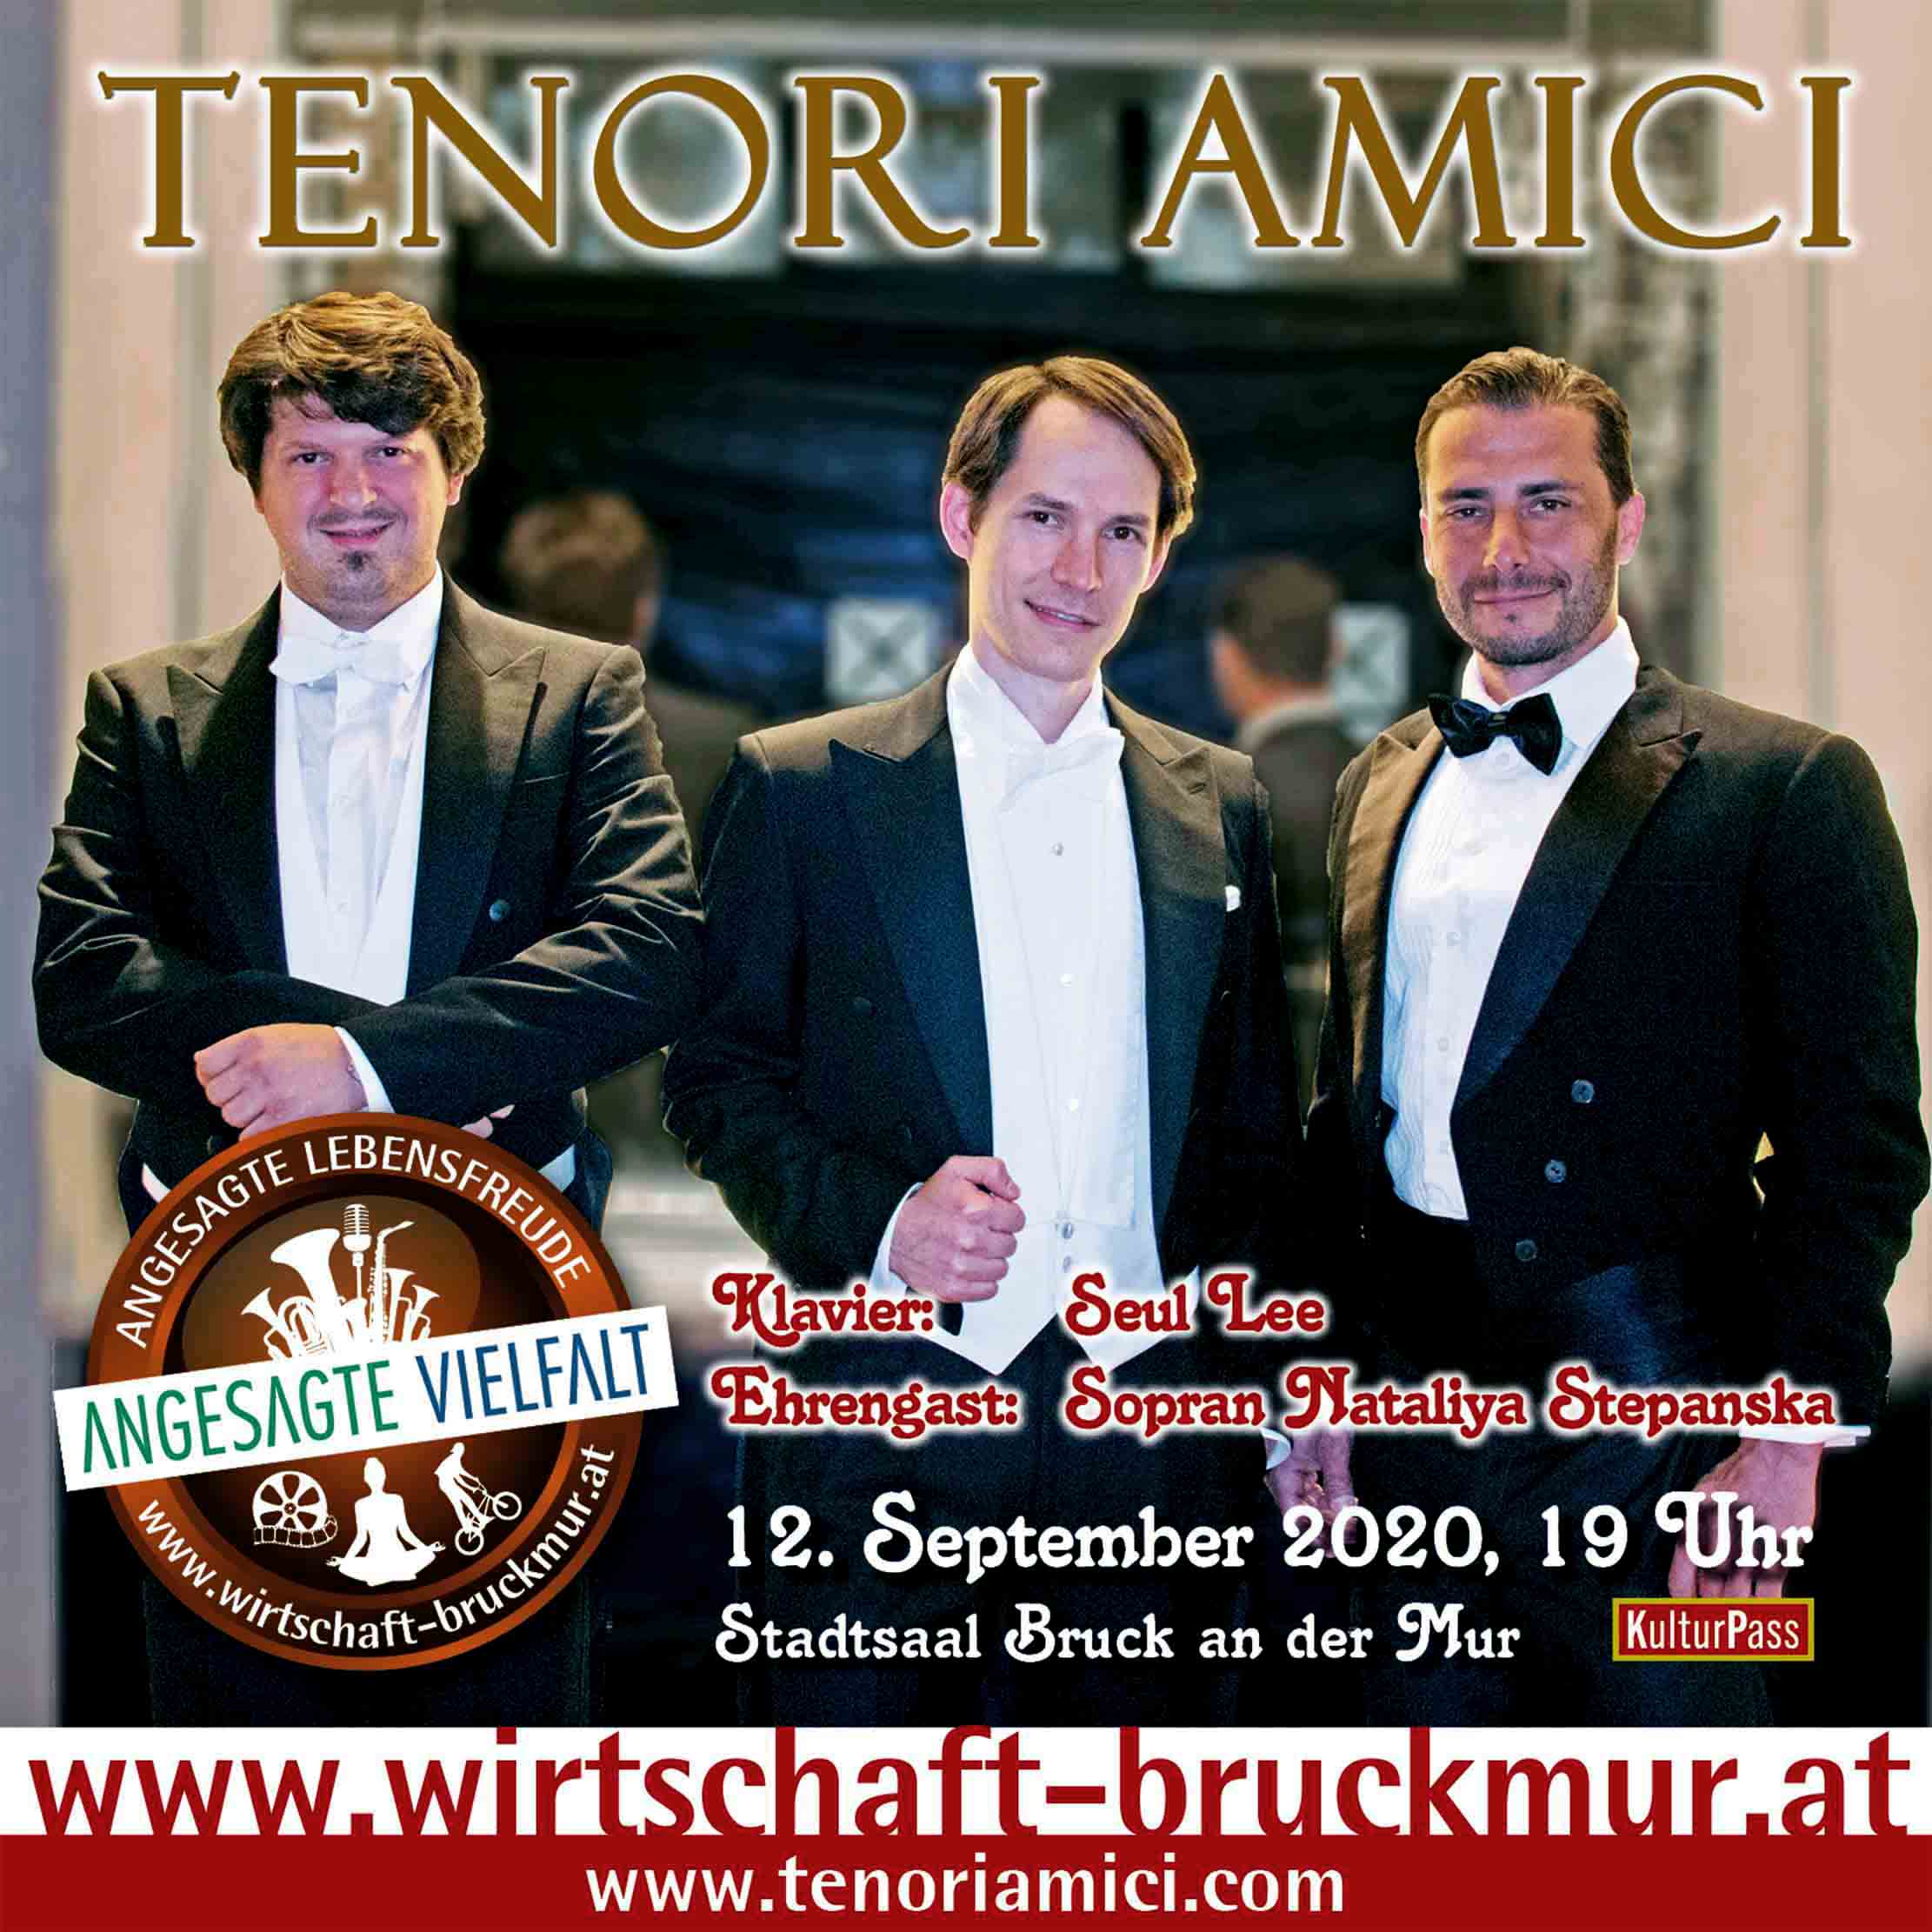 TENORI AMICI
ANGESAGTE LEBENSFREUDE
ANGESAGTE VIELFALT
www.wirtschaft-bruckmur.at
Klavier: Seul Lee
Ehrengast: Sopran Nataliya Stepanska
12. September 2020, 19 Uhr
Stadtsaal Bruck an der Mur
KulturPass
www.wirtschaft-bruckmur.at
www.tenoriamici.com